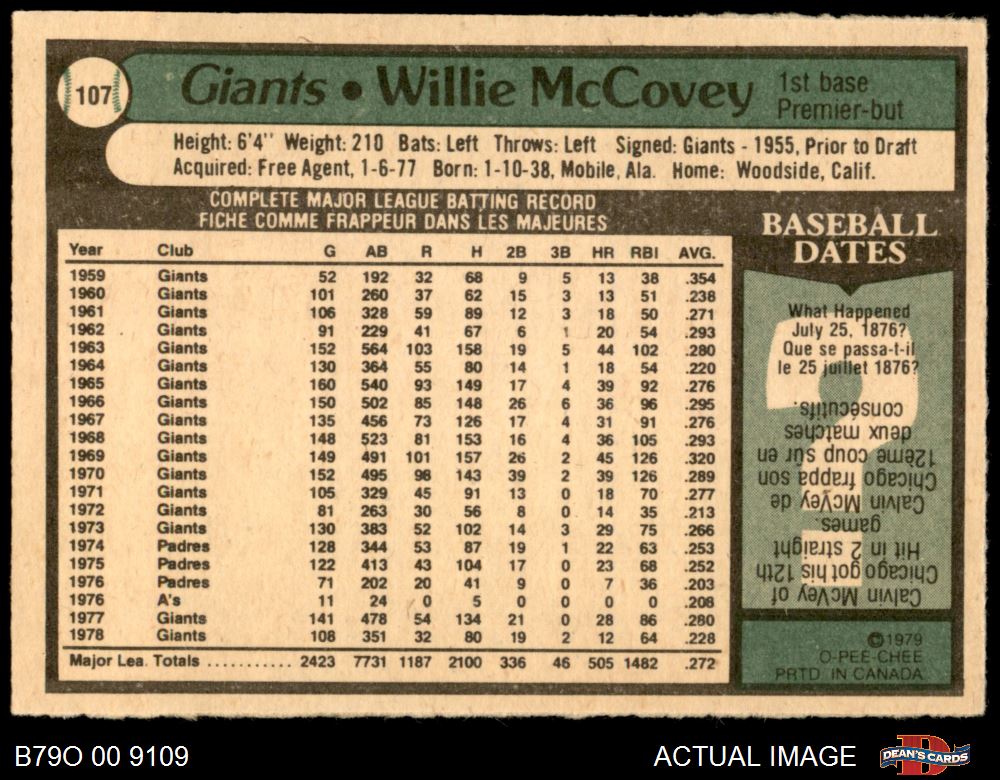 107
Giants • Willie McCovey
1st base
Premier-but
Height: 6'4'' Weight: 210 Bats: Left Throws: Left Signed: Giants - 1955, Prior to Draft
Acquired: Free Agent, 1-6-77 Born: 1-10-38, Mobile, Ala. Home: Woodside, Calif.
COMPLETE MAJOR LEAGUE BATTING RECORD
FICHE COMME FRAPPEUR DANS LES MAJEURES
Year Club G AB R H 2B 3B HR RBI AVG.
1959 Giants 52 192 32 68 9 5 13 38 .354
1960 Giants 101 260 37 62 15 3 13 51 .238
1961 Giants 106 328 59 89 12 3 18 50 .271
1962 Giants 91 229 41 67 6 1 20 54 .293
1963 Giants 152 564 103 158 19 5 44 102 .280
1964 Giants 130 364 55 80 14 1 18 54 .220
1965 Giants 160 540 93 149 17 4 39 92 .276
1966 Giants 150 502 85 148 26 6 36 96 .295
1967 Giants 135 456 73 126 17 4 31 91 .276
1968 Giants 148 523 81 153 16 4 36 105 .293
1969 Giants 149 491 101 157 26 2 45 126 .320
1970 Giants 152 495 98 143 39 2 39 126 .289
1971 Giants 105 329 45 91 13 0 18 70 .277
1972 Giants 81 263 30 56 8 0 14 35 .213
1973 Giants 130 383 52 102 14 3 29 75 .266
1974 Padres 128 344 53 87 19 1 22 63 .253
1975 Padres 122 413 43 104 17 0 23 68 .252
1976 Padres 71 202 20 41 9 0 7 36 .203
1976 A's 11 24 0 5 0 0 0 0 .208
1977 Giants 141 478 54 134 21 0 28 86 .280
1978 Giants 108 351 32 80 19 2 12 64 .228
Major Lea. Totals ........... 2423 7731 1187 2100 336 46 505 1482 .272
BASEBALL
DATES
What Happened
July 25, 1876?
Que se passa-t-il
le 25 juillet 1876?
Calvin McVey of
Chicago got his 12th
Hit in 2 straight
games.
Calvin McVey de
Chicago frappa son
12ème coup sûr en
deux matches
consécutifs.
©1979
O-PEE-CHEE
PRTD IN CANADA
B79O 00 9109
ACTUAL IMAGE
DEAN'S CARDS